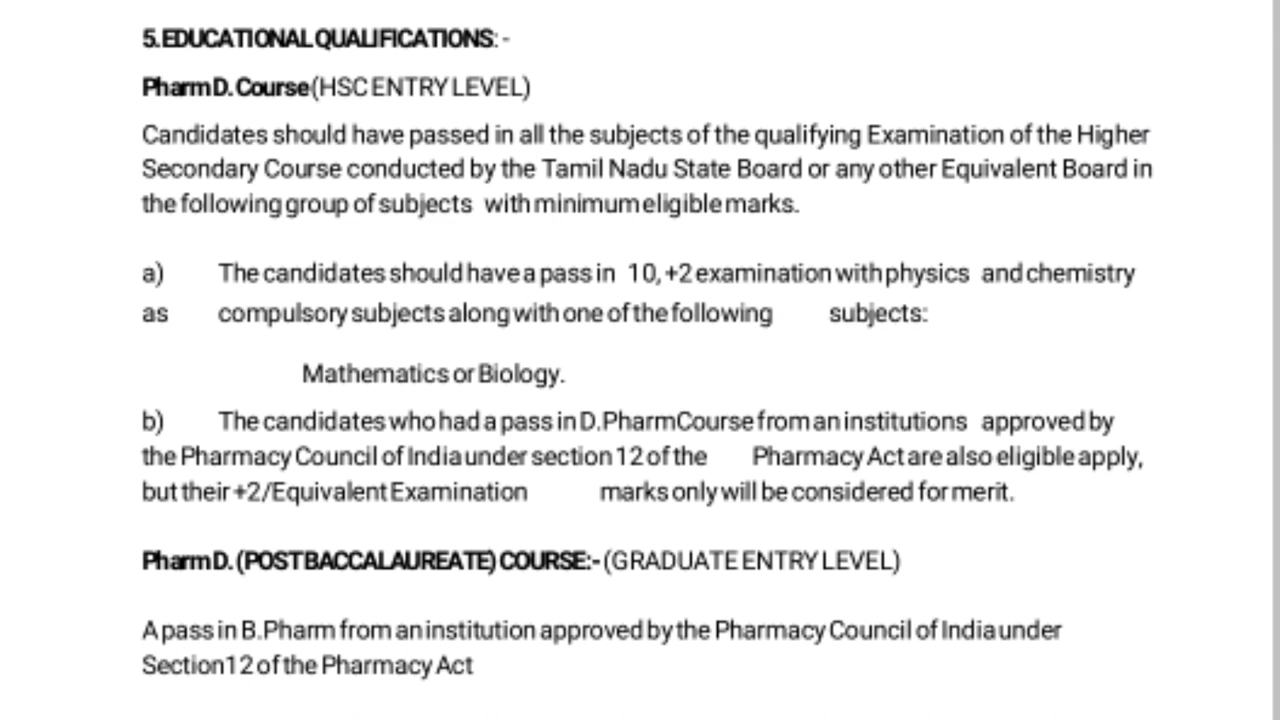 5.EDUCATIONAL QUALIFICATIONS: -
Pharm D. Course (HSC ENTRY LEVEL)
Candidates should have passed in all the subjects of the qualifying Examination of the Higher
Secondary Course conducted by the Tamil Nadu State Board or any other Equivalent Board in
the following group of subjects with minimum eligible marks.
a) The candidates should have a pass in 10, +2 examination with physics and chemistry
as compulsory subjects along with one of the following subjects:
Mathematics or Biology.
b) The candidates who had a pass in D.Pharm Course from an institutions approved by
the Pharmacy Council of India under section 12 of the Pharmacy Act are also eligible apply,
but their +2/Equivalent Examination marks only will be considered for merit.
Pharm D. (POST BACCALAUREATE) COURSE:- (GRADUATE ENTRY LEVEL)
A pass in B.Pharm from an institution approved by the Pharmacy Council of India under
Section12 of the Pharmacy Act